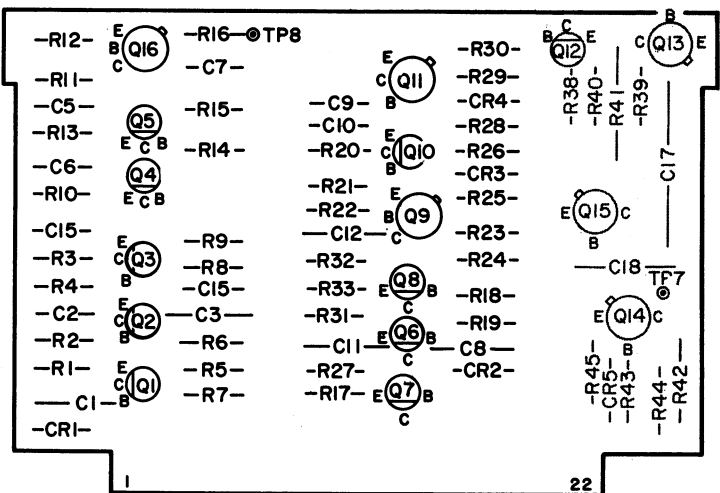 -R12-
-R11-
-C5-
-R13-
-C6-
-R10-
-C15-
-R3-
-R4-
-C2-
-R2-
-R1-
C1
-CR1-
E
B
C
Q16
Q5
E C B
Q4
E C B
E
C
B
Q3
E
C
B
Q2
E
C
B
Q1
-R16-
TP8
-C7-
-R15-
-R14-
-R9-
-R8-
-C15-
C3
-R6-
-R5-
-R7-
-C9-
-C10-
-R20-
-R21-
-R22-
C12
-R32-
-R33-
-R31-
C11
-R27-
-R17-
E
C
B
Q11
E
C
B
Q10
E
B
C
Q9
E
Q8
B
C
E
Q6
B
C
E
Q7
B
C
-R30-
-R29-
-CR4-
-R28-
-R26-
-CR3-
-R25-
-R23-
-R24-
-R18-
-R19-
C8
-CR2-
B
C
E
Q12
B
C
Q13
E
-R38-
-R40-
R41
-R39-
C17
E
Q15
C
B
C18
TP7
E
Q14
C
B
-R45-
-CR5-
-R43-
-R44-
-R42-
1
22